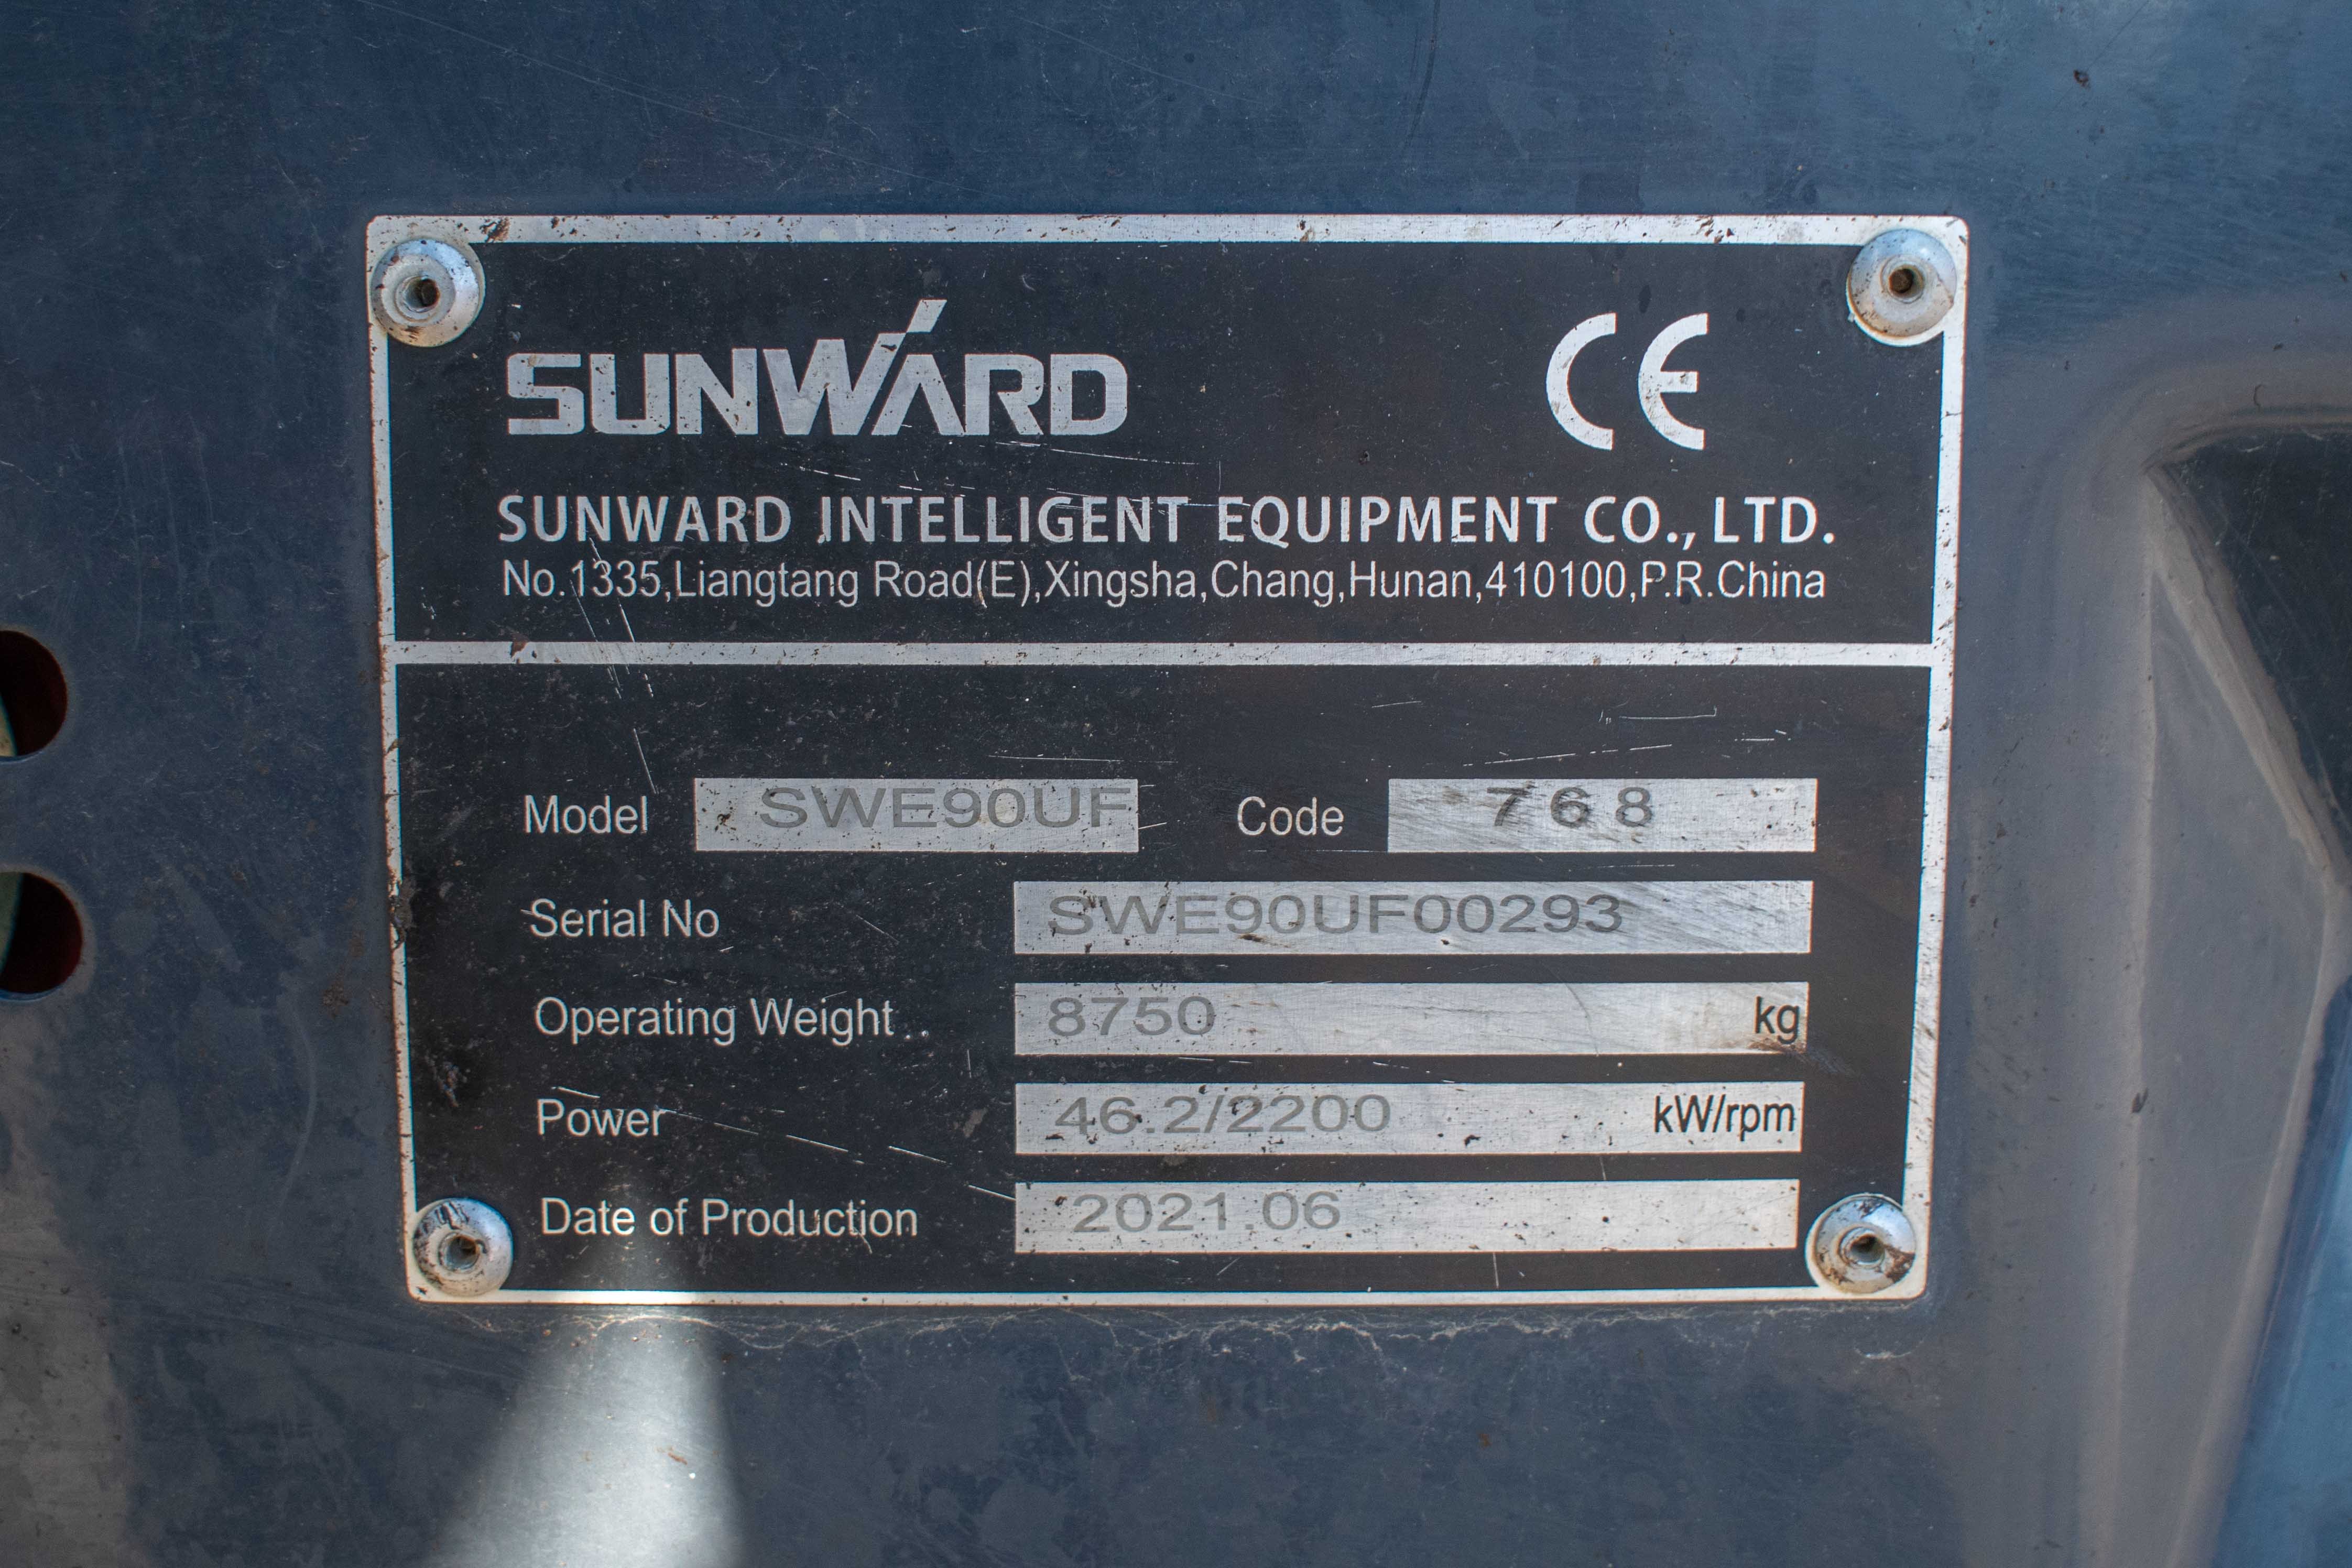 SUNWARD CE
SUNWARD INTELLIGENT EQUIPMENT CO., LTD.
No.1335,Liangtang Road(E),Xingsha,Chang,Hunan,410100,P.R.China
Model SWE90UF Code 768
Serial No SWE90UF00293
Operating Weight 8750 kg
Power 46.2/2200 kW/rpm
Date of Production 2021.06